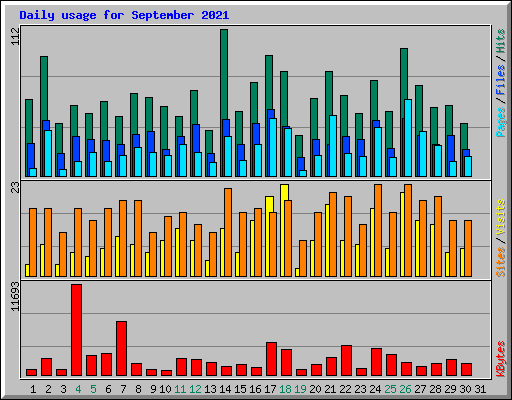 Daily usage for September 2021
112
Pages / Files / Hits
23
Sites / Visits
11693
KBytes
1 2 3 4 5 6 7 8 9 10 11 12 13 14 15 16 17 18 19 20 21 22 23 24 25 26 27 28 29 30 31